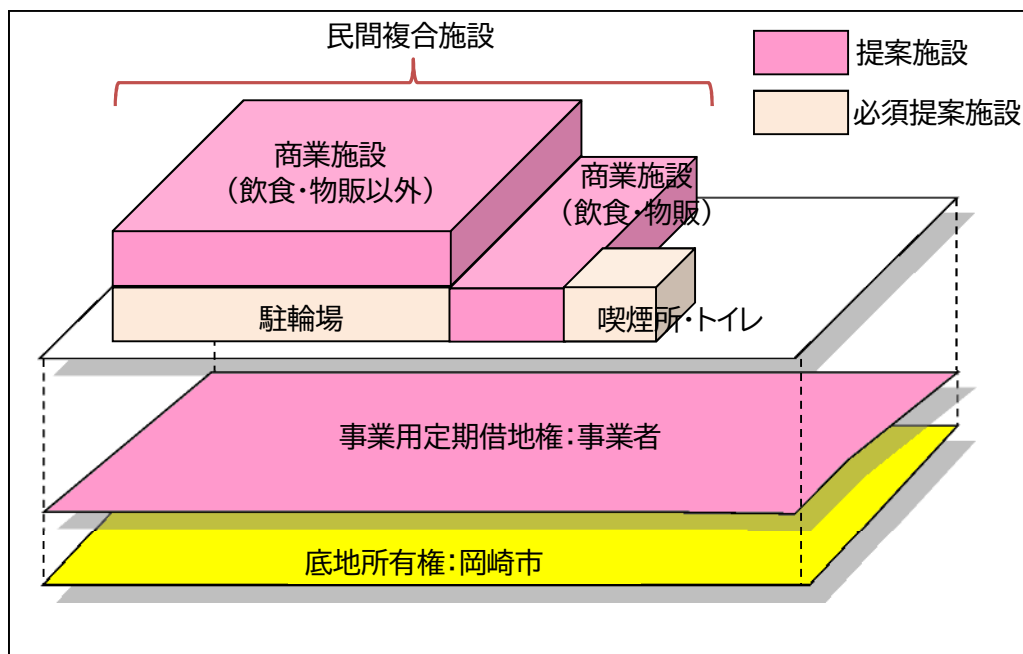 民間複合施設
提案施設
必須提案施設
商業施設
（飲食・物販以外）
商業施設
（飲食・物販）
駐輪場
喫煙所・トイレ
事業用定期借地権：事業者
底地所有権：岡崎市